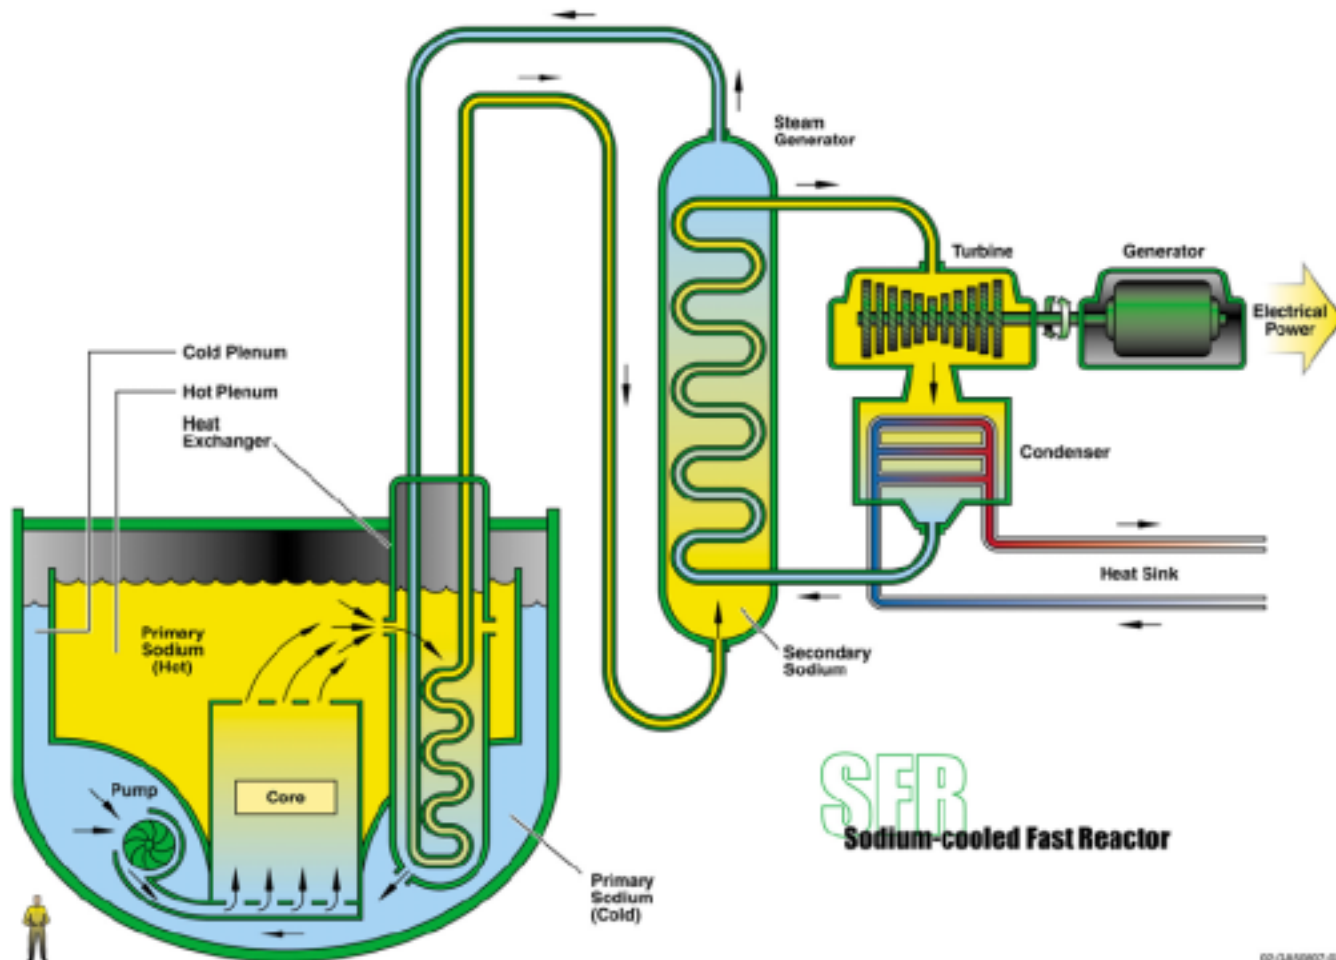 Steam
Generator
Turbine
Generator
Electrical
Power
Cold Plenum
Hot Plenum
Heat
Exchanger
Condenser
Heat Sink
Primary
Sodium
(Hot)
Secondary
Sodium
Pump
Core
Primary
Sodium
(Cold)
SFR
Sodium-cooled Fast Reactor